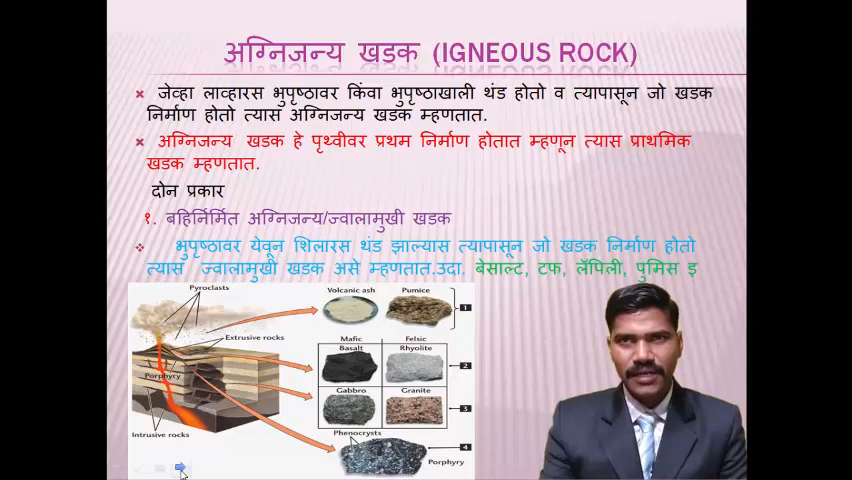 अग्निजन्य खडक (IGNEOUS ROCK)
जेव्हा लाव्हारस भुपृष्ठावर किंवा भुपृष्ठाखाली थंड होतो व त्यापासून जो खडक
निर्माण होतो त्यास अग्निजन्य खडक म्हणतात.
अग्निजन्य खडक हे पृथ्वीवर प्रथम निर्माण होतात म्हणून त्यास प्राथमिक
खडक म्हणतात.
दोन प्रकार
१. बहिर्निर्मित अग्निजन्य/ज्वालामुखी खडक
भुपृष्ठावर येवून शिलारस थंड झाल्यास त्यापासून जो खडक निर्माण होतो
त्यास ज्वालामुखी खडक असे म्हणतात.उदा. बेसाल्ट, टफ, लॅपिली, पुमिस इ
Pyroclasts
Volcanic ash
Pumice
1
Extrusive rocks
Mafic
Felsic
Basalt
Rhyolite
2
Porphyry
Gabbro
Granite
3
Intrusive rocks
Phenocrysts
4
Porphyry